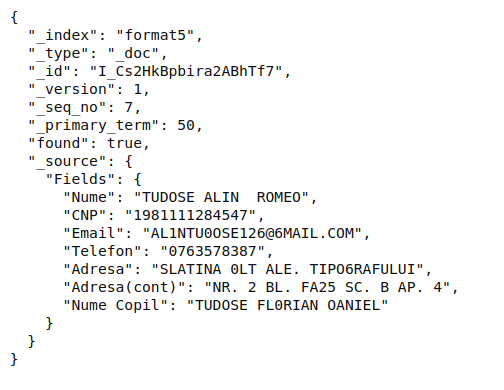 {
"_index": "format5",
"_type": "_doc",
"_id": "I_Cs2HkBpbira2ABhTf7",
"_version": 1,
"_seq_no": 7,
"_primary_term": 50,
"found": true,
"_source": {
"Fields": {
"Nume": "TUDOSE ALIN  ROMEO",
"CNP": "1981111284547",
"Email": "AL1NTU0OSE126@6MAIL.COM",
"Telefon": "0763578387",
"Adresa": "SLATINA 0LT ALE. TIPO6RAFULUI",
"Adresa(cont)": "NR. 2 BL. FA25 SC. B AP. 4",
"Nume Copil": "TUDOSE FL0RIAN OANIEL"
}
}
}